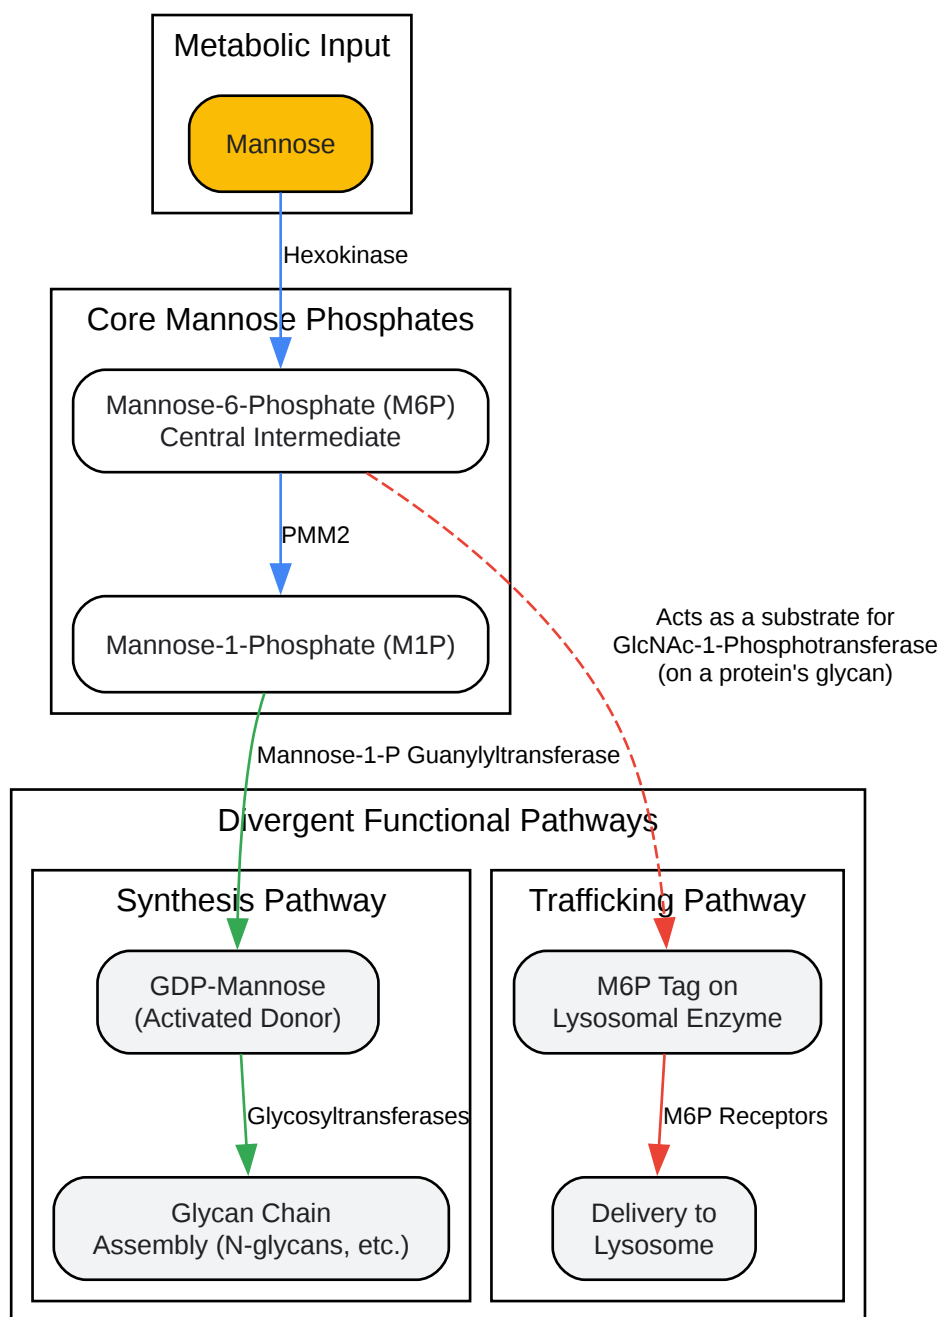 Metabolic Input
Mannose
Hexokinase
Core Mannose Phosphates
Mannose-6-Phosphate (M6P)
Central Intermediate
PMM2
Mannose-1-Phosphate (M1P)
Acts as a substrate for
GlcNAc-1-Phosphotransferase
(on a protein's glycan)
Mannose-1-P Guanylyltransferase
Divergent Functional Pathways
Synthesis Pathway
GDP-Mannose
(Activated Donor)
Glycosyltransferases
Glycan Chain
Assembly (N-glycans, etc.)
Trafficking Pathway
M6P Tag on
Lysosomal Enzyme
M6P Receptors
Delivery to
Lysosome